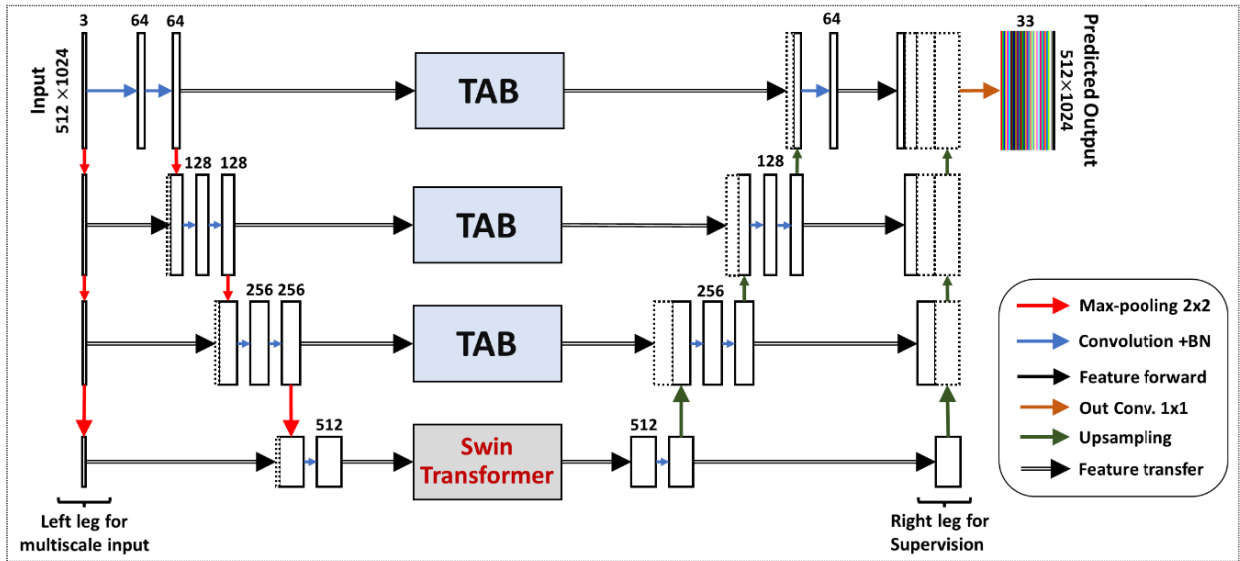 3
64
64
64
33
Input
512 ×1024
TAB
Predicted Output
512×1024
128
128
TAB
128
256
256
TAB
256
512
Swin
Transformer
512
Max-pooling 2x2
Convolution +BN
Feature forward
Out Conv. 1x1
Upsampling
Feature transfer
Left leg for
multiscale input
Right leg for
Supervision